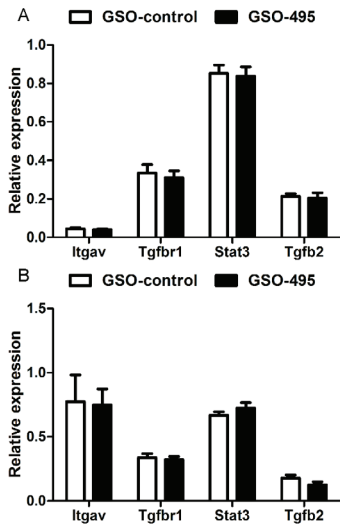 A
GSO-control GSO-495
Relative expression
1.0
0.8
0.6
0.4
0.2
0.0
Itgav Tgfbr1 Stat3 Tgfb2
B
GSO-control GSO-495
Relative expression
1.5
1.0
0.5
0.0
Itgav Tgfbr1 Stat3 Tgfb2